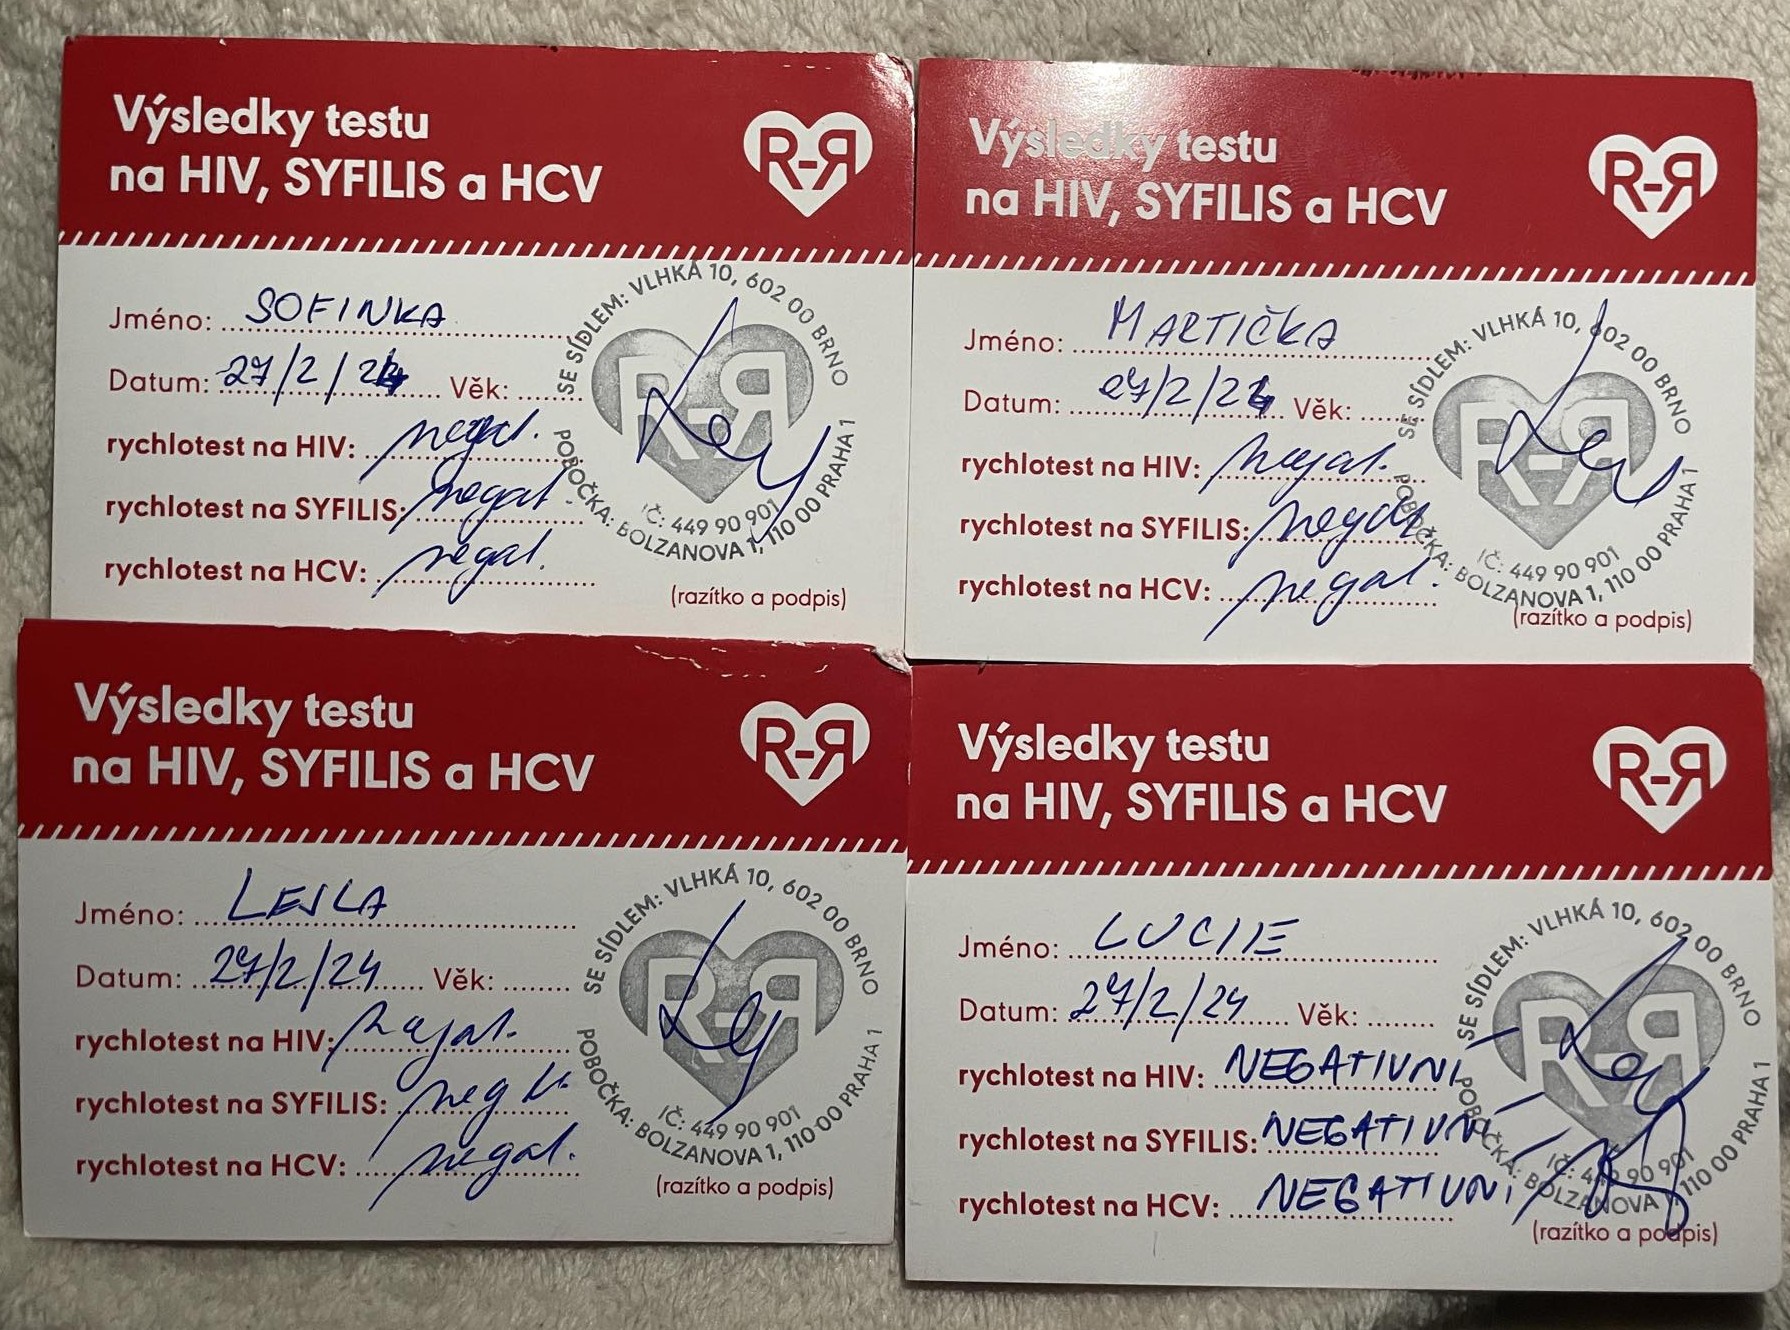 Výsledky testu
na HIV, SYFILIS a HCV
R-R
Jméno: SOFINKA
Datum: 27/2/24 Věk:
rychlotest na HIV: negat.
rychlotest na SYFILIS: negat.
rychlotest na HCV: negat.
SE SÍDLEM: VLHKÁ 10, 602 00 BRNO
R-R
IČ: 449 90 901
POBOČKA: BOLZANOVA 1, 110 00 PRAHA 1
(razítko a podpis)
Výsledky testu
na HIV, SYFILIS a HCV
R-R
Jméno: MARTIČKA
Datum: 27/2/24 Věk:
rychlotest na HIV: negat.
rychlotest na SYFILIS: negat.
rychlotest na HCV: negat.
SE SÍDLEM: VLHKÁ 10, 602 00 BRNO
R-R
IČ: 449 90 901
POBOČKA: BOLZANOVA 1, 110 00 PRAHA 1
(razítko a podpis)
Výsledky testu
na HIV, SYFILIS a HCV
R-R
Jméno: LEJLA
Datum: 27/2/24 Věk:
rychlotest na HIV: negat.
rychlotest na SYFILIS: negat.
rychlotest na HCV: negat.
SE SÍDLEM: VLHKÁ 10, 602 00 BRNO
R-R
IČ: 449 90 901
POBOČKA: BOLZANOVA 1, 110 00 PRAHA 1
(razítko a podpis)
Výsledky testu
na HIV, SYFILIS a HCV
R-R
Jméno: LUCIIE
Datum: 27/2/24 Věk:
rychlotest na HIV: NEGATIVNÍ
rychlotest na SYFILIS: NEGATIVNÍ
rychlotest na HCV: NEGATIVNÍ
SE SÍDLEM: VLHKÁ 10, 602 00 BRNO
R-R
IČ: 449 90 901
POBOČKA: BOLZANOVA 1, 110 00 PRAHA 1
(razítko a podpis)